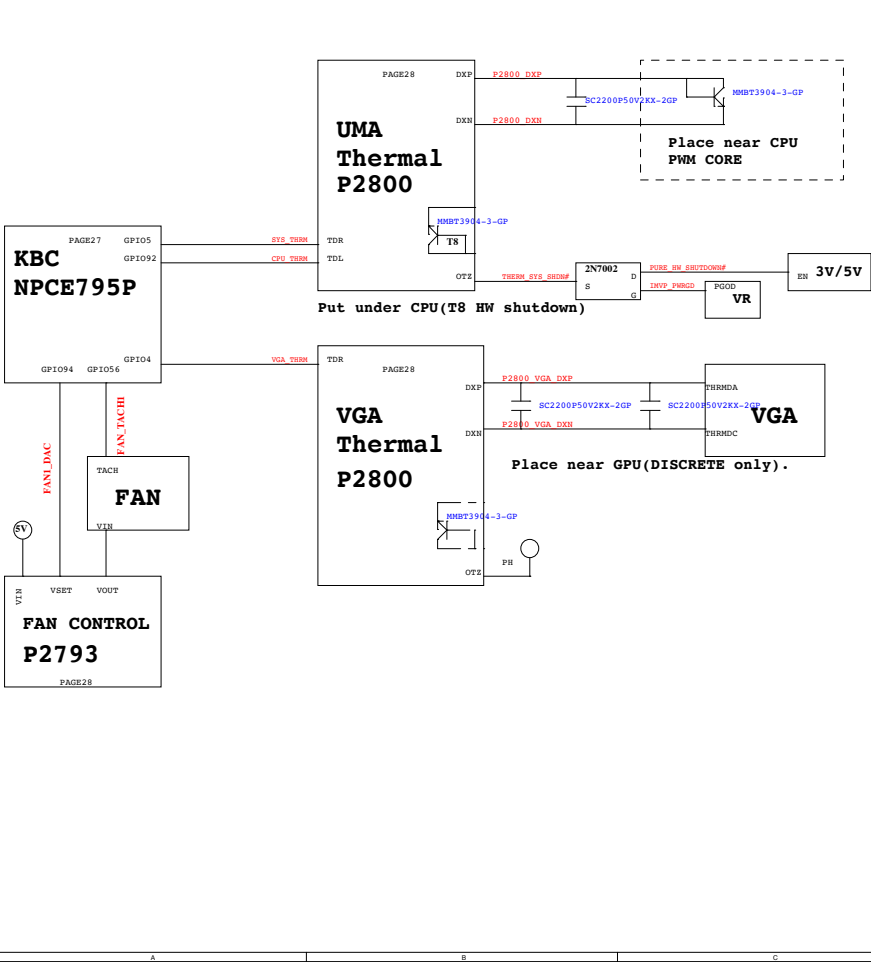 PAGE28
DXP
P2800_DXP
SC2200P50V2KX-2GP
MMBT3904-3-GP
DXN
P2800_DXN
UMA
Thermal
P2800
Place near CPU
PWM CORE
MMBT3904-3-GP
T8
PAGE27
GPIO5
SYS_THRM
TDR
KBC
NPCE795P
GPIO92
CPU_THRM
TDL
OTZ
THERM_SYS_SHDN#
2N7002
D
S
G
PURE_HW_SHUTDOWN#
IMVP_PWRGD
EN
3V/5V
PGOD
VR
Put under CPU(T8 HW shutdown)
GPIO4
VGA_THRM
TDR
GPIO94
GPIO56
PAGE28
DXP
P2800_VGA_DXP
THRMDA
SC2200P50V2KX-2GP
SC2200P50V2KX-2GP
VGA
DXN
P2800_VGA_DXN
THRMDC
VGA
Thermal
P2800
Place near GPU(DISCRETE only).
FAN1_DAC
FAN_TACH1
TACH
FAN
VIN
MMBT3904-3-GP
5V
PH
OTZ
VIN
VSET
VOUT
FAN CONTROL
P2793
PAGE28
A
B
C